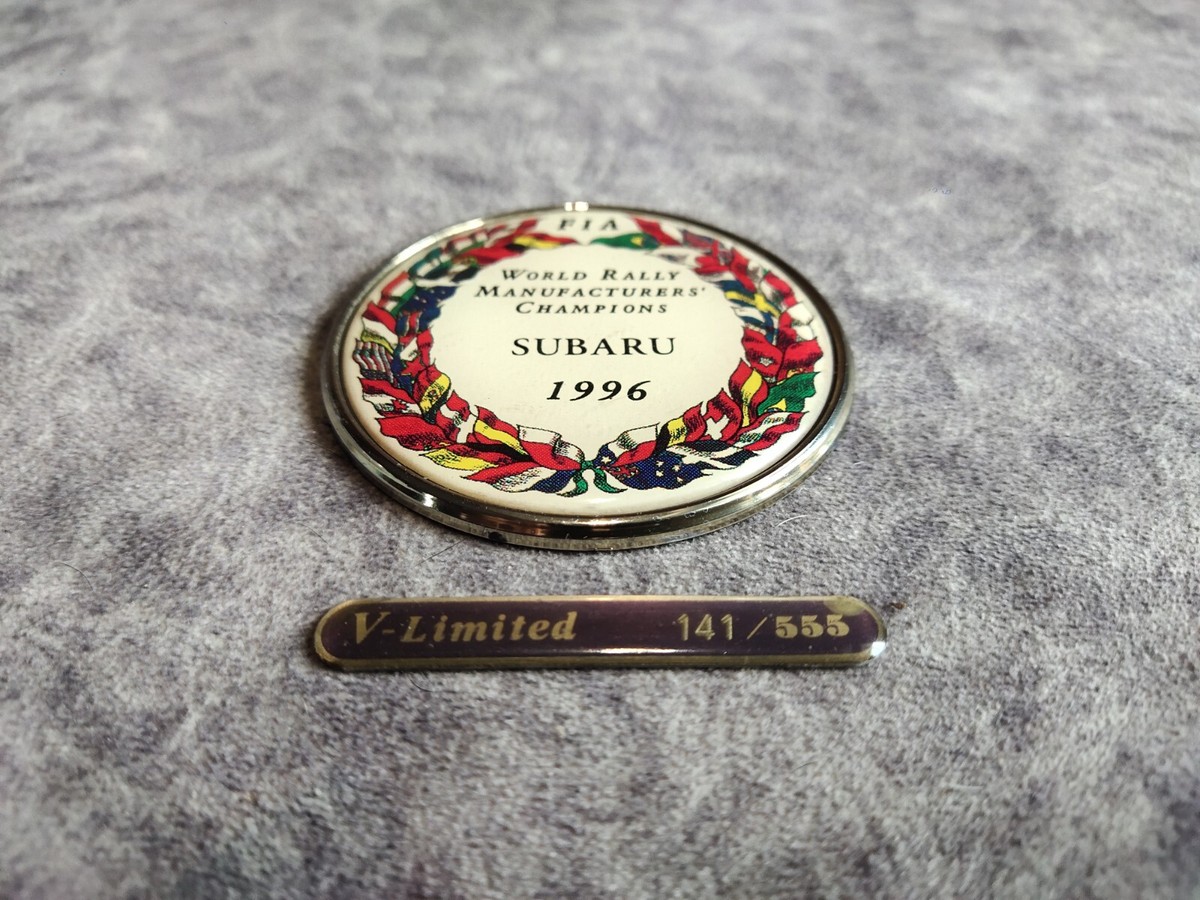 FIA
WORLD RALLY
MANUFACTURERS'
CHAMPIONS
SUBARU
1996
V-Limited 141/555